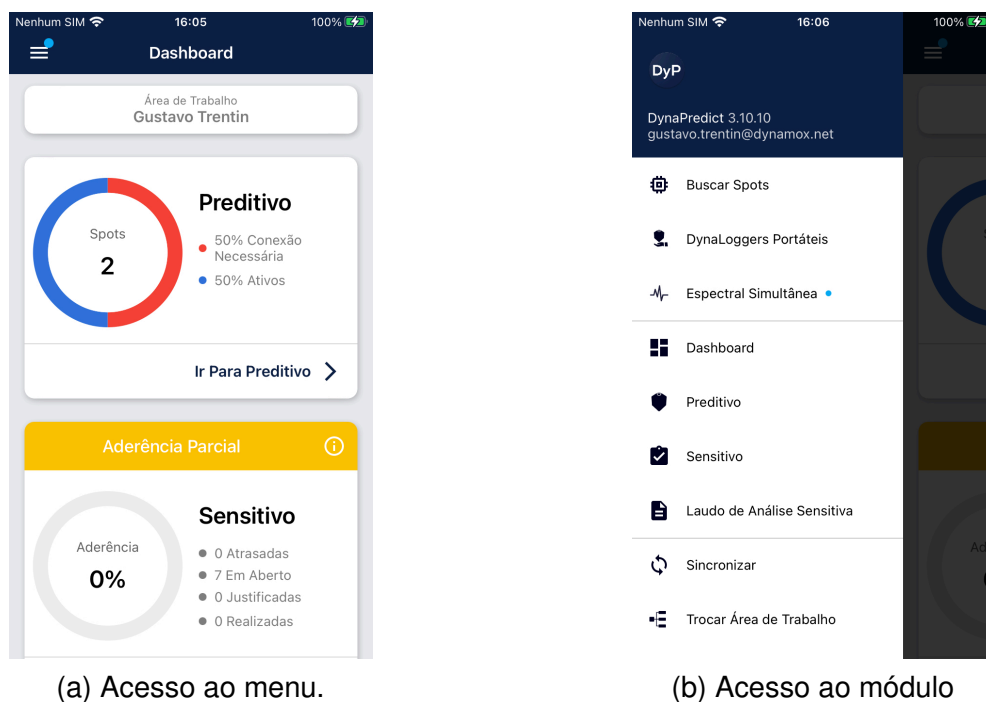 Nenhum SIM 16:05 100%
Dashboard
Área de Trabalho
Gustavo Trentin
Spots
2
Preditivo
50% Conexão
Necessária
50% Ativos
Ir Para Preditivo
Aderência Parcial
Aderência
0%
Sensitivo
0 Atrasadas
7 Em Aberto
0 Justificadas
0 Realizadas
(a) Acesso ao menu.
Nenhum SIM 16:06 100%
DyP
DynaPredict 3.10.10
gustavo.trentin@dynamox.net
Buscar Spots
DynaLoggers Portáteis
Espectral Simultânea
Dashboard
Preditivo
Sensitivo
Laudo de Análise Sensitiva
Sincronizar
Trocar Área de Trabalho
(b) Acesso ao módulo